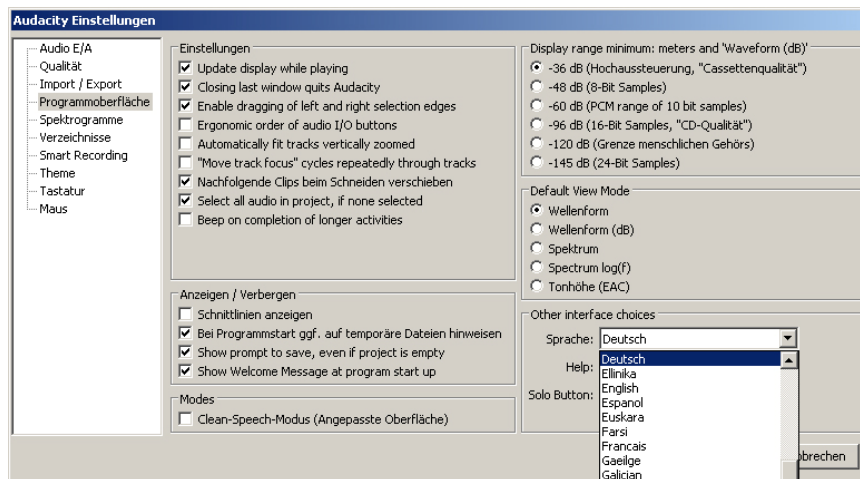 Audacity Einstellungen
Audio E/A
Qualität
Import / Export
Programmoberfläche
Spektrogramme
Verzeichnisse
Smart Recording
Theme
Tastatur
Maus
Einstellungen
Update display while playing
Closing last window quits Audacity
Enable dragging of left and right selection edges
Ergonomic order of audio I/O buttons
Automatically fit tracks vertically zoomed
"Move track focus" cycles repeatedly through tracks
Nachfolgende Clips beim Schneiden verschieben
Select all audio in project, if none selected
Beep on completion of longer activities
Anzeigen / Verbergen
Schnittlinien anzeigen
Bei Programmstart ggf. auf temporäre Dateien hinweisen
Show prompt to save, even if project is empty
Show Welcome Message at program start up
Modes
Clean-Speech-Modus (Angepasste Oberfläche)
Display range minimum: meters and 'Waveform (dB)'
-36 dB (Hochaussteuerung, "Cassettenqualität")
-48 dB (8-Bit Samples)
-60 dB (PCM range of 10 bit samples)
-96 dB (16-Bit Samples, "CD-Qualität")
-120 dB (Grenze menschlichen Gehörs)
-145 dB (24-Bit Samples)
Default View Mode
Wellenform
Wellenform (dB)
Spektrum
Spectrum log(f)
Tonhöhe (EAC)
Other interface choices
Sprache: Deutsch
Help:
Solo Button:
Deutsch
Ellinika
English
Espanol
Euskara
Farsi
Francais
Gaeilge
Galician
bbrechen